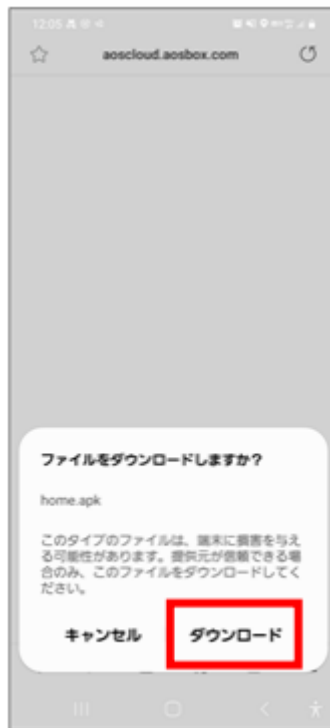 12:05
aoscloud.aosbox.com
ファイルをダウンロードしますか?
home.apk
このタイプのファイルは、端末に損害を与え
る可能性があります。提供元が信頼できる場
合のみ、このファイルをダウンロードしてく
ださい。
キャンセル ダウンロード